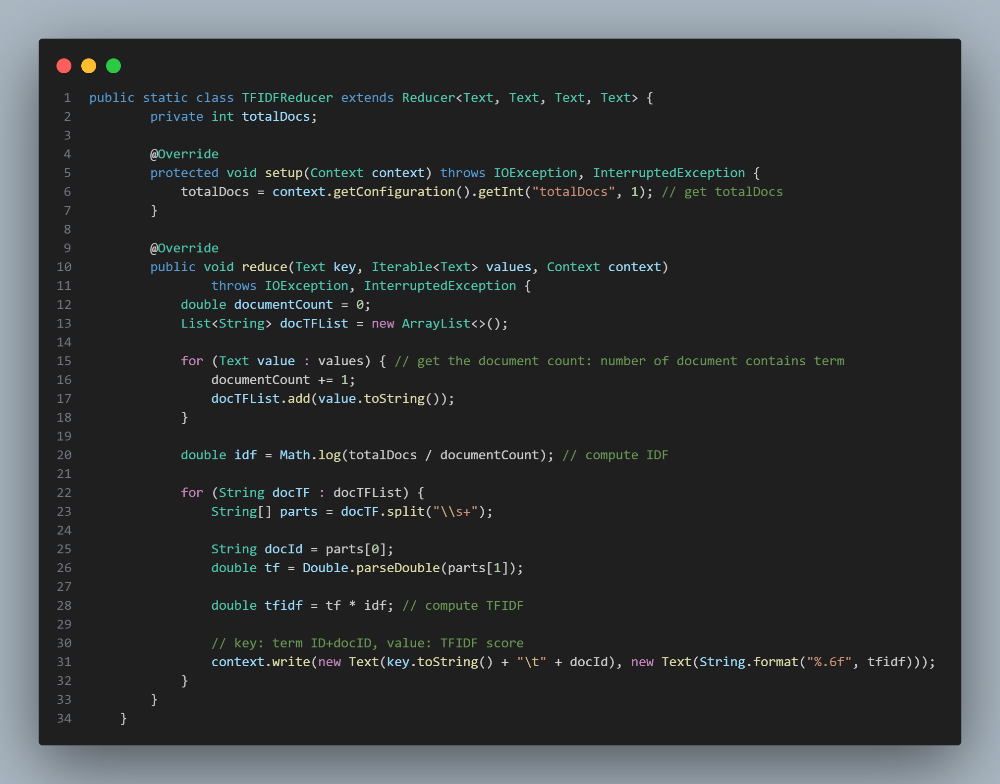 1 public static class TFIDFReducer extends Reducer<Text, Text, Text, Text> {
2         private int totalDocs;
3
4         @Override
5         protected void setup(Context context) throws IOException, InterruptedException {
6             totalDocs = context.getConfiguration().getInt("totalDocs", 1); // get totalDocs
7         }
8
9         @Override
10         public void reduce(Text key, Iterable<Text> values, Context context)
11                 throws IOException, InterruptedException {
12             double documentCount = 0;
13             List<String> docTFList = new ArrayList<>();
14
15             for (Text value : values) { // get the document count: number of document contains term
16                 documentCount += 1;
17                 docTFList.add(value.toString());
18             }
19
20             double idf = Math.log(totalDocs / documentCount); // compute IDF
21
22             for (String docTF : docTFList) {
23                 String[] parts = docTF.split("\\s+");
24
25                 String docId = parts[0];
26                 double tf = Double.parseDouble(parts[1]);
27
28                 double tfidf = tf * idf; // compute TFIDF
29
30                 // key: term ID+docID, value: TFIDF score
31                 context.write(new Text(key.toString() + "\t" + docId), new Text(String.format("%.6f", tfidf)));
32             }
33         }
34     }